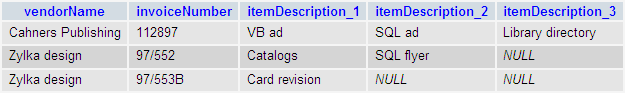 vendorName invoiceNumber itemDescription_1 itemDescription_2 itemDescription_3
Cahners Publishing 112897 VB ad SQL ad Library directory
Zylka design 97/552 Catalogs SQL flyer NULL
Zylka design 97/553B Card revision NULL NULL